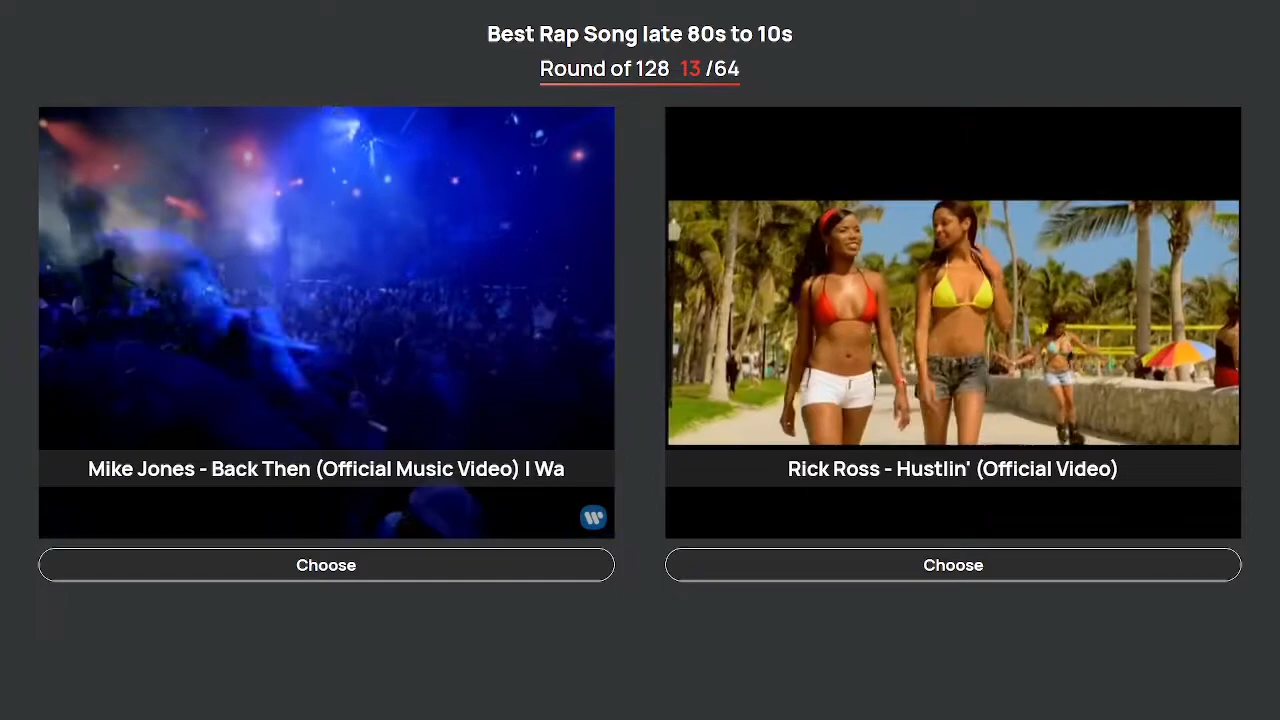 Best Rap Song late 80s to 10s
Round of 128 13 /64
Mike Jones - Back Then (Official Music Video) | Wa
Rick Ross - Hustlin' (Official Video)
Choose
Choose